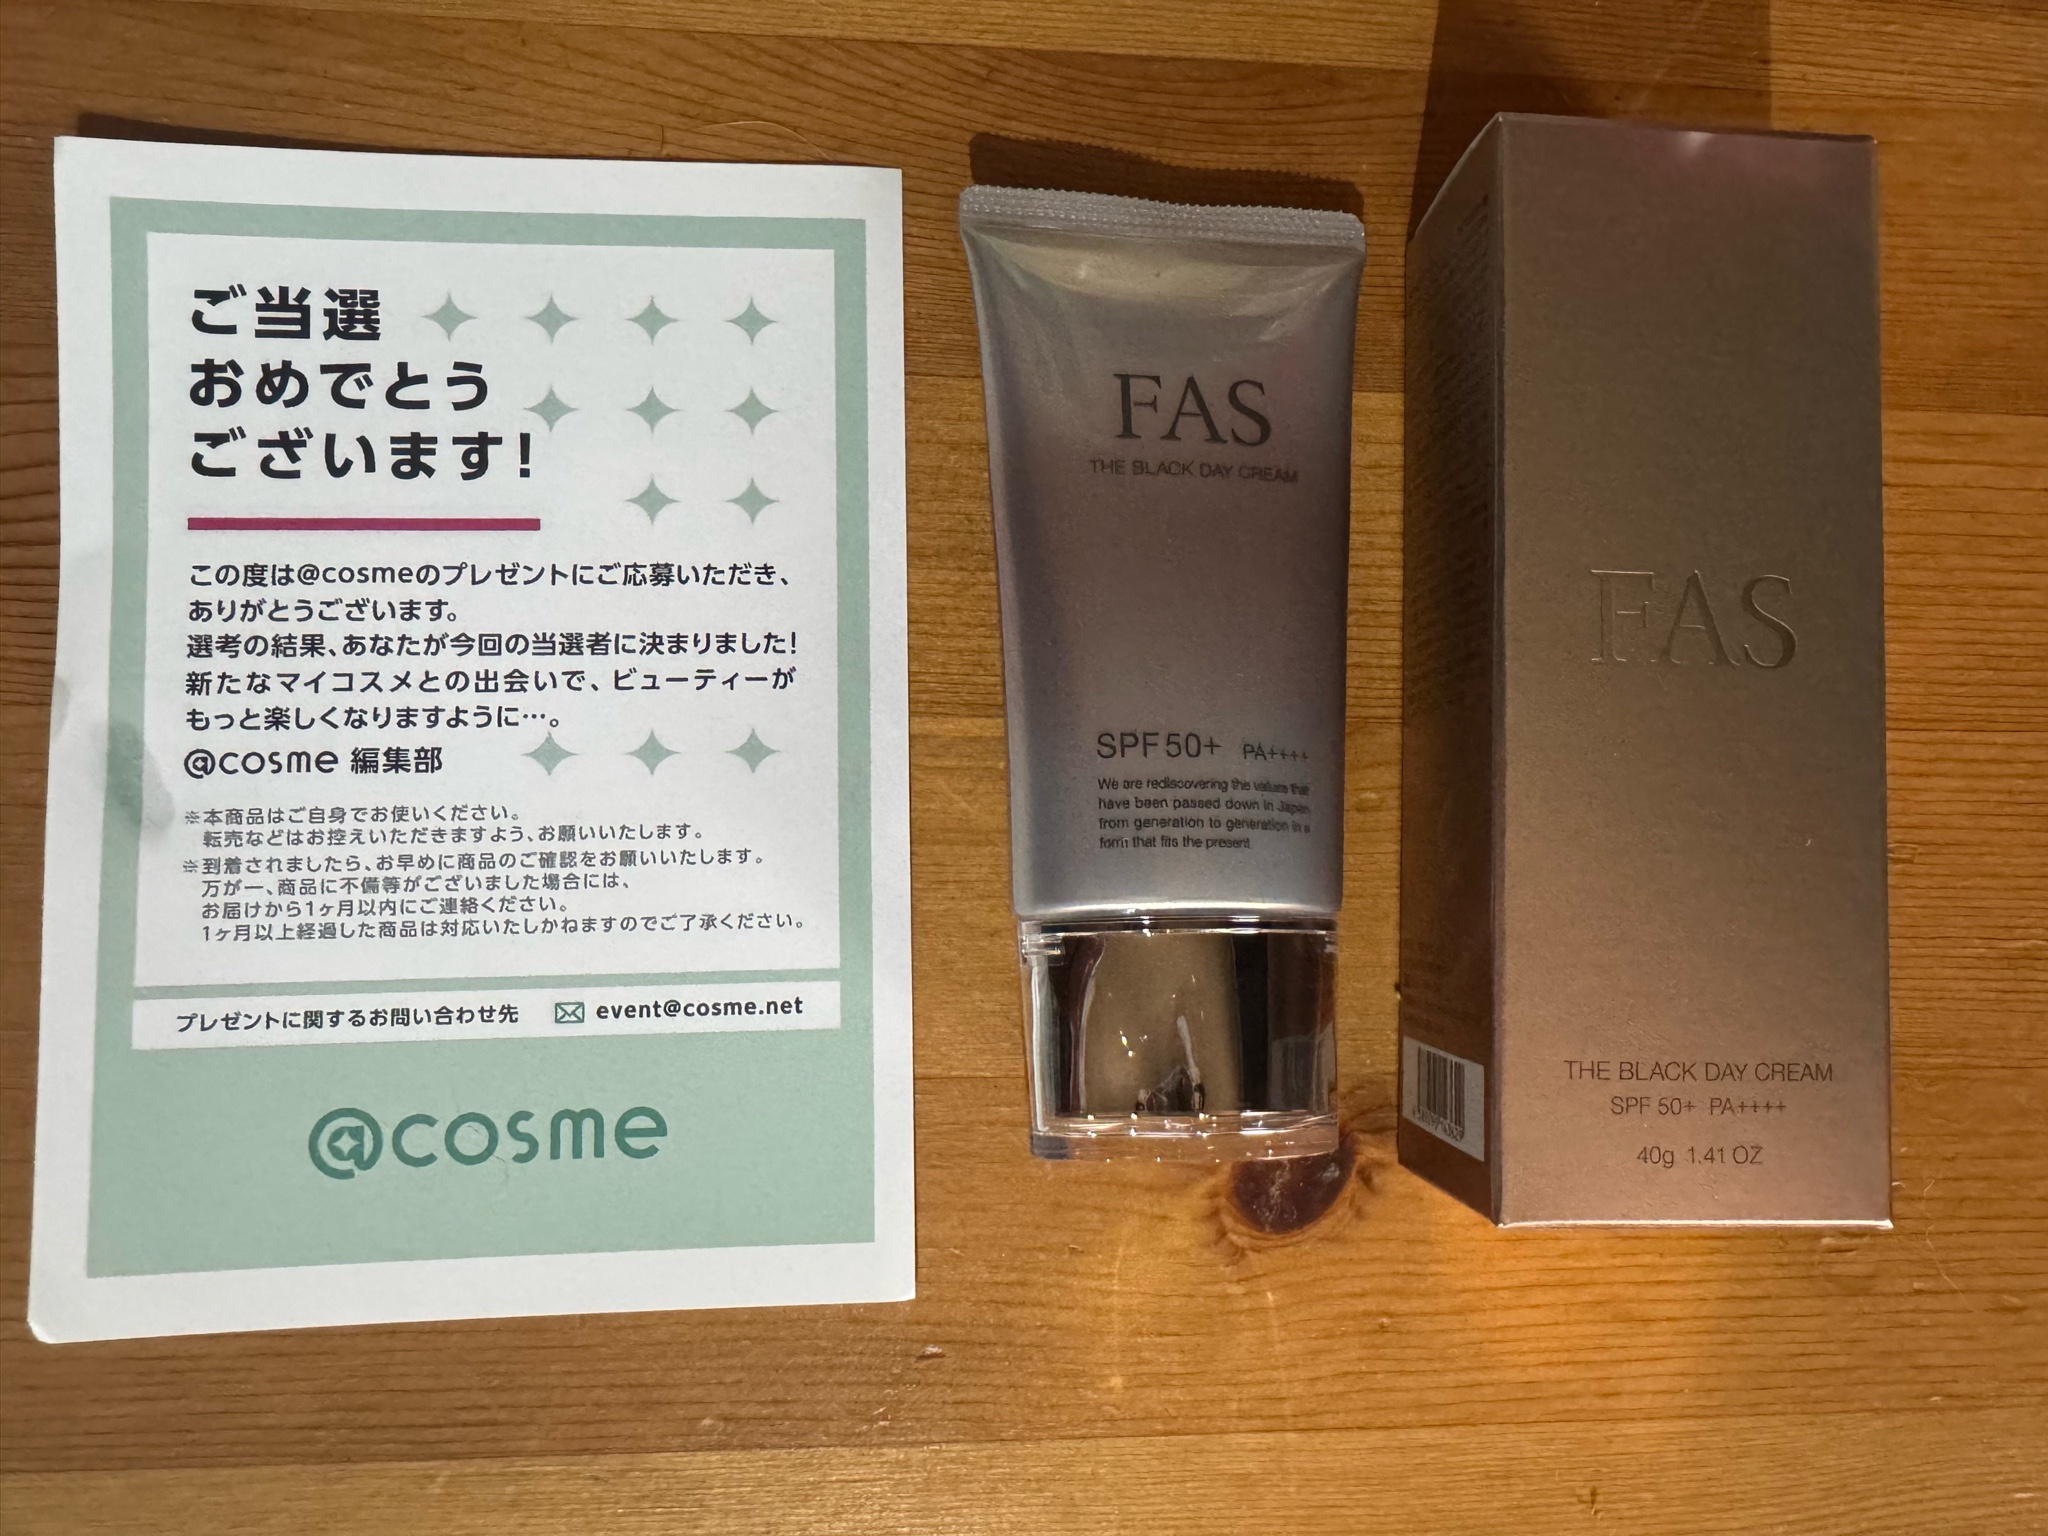 ご当選
おめでとう
ございます!
この度は@cosmeのプレゼントにご応募いただき、
ありがとうございます。
選考の結果、あなたが今回の当選者に決まりました!
新たなマイコスメとの出会いで、ビューティーが
もっと楽しくなりますように…。
@cosme 編集部
※本商品はご自身でお使いください。
転売などはお控えいただきますよう、お願いいたします。
※到着されましたら、お早めに商品のご確認をお願いいたします。
万が一、商品に不備等がございました場合には、
お届けから1ヶ月以内にご連絡ください。
1ヶ月以上経過した商品は対応いたしかねますのでご了承ください。
プレゼントに関するお問い合わせ先 event@cosme.net
@cosme
FAS
THE BLACK DAY CREAM
SPF50+ PA++++
We are rediscovering the values that
have been passed down in Japan
from generation to generation in a
form that fits the present
FAS
THE BLACK DAY CREAM
SPF 50+ PA++++
40g 1.41 OZ